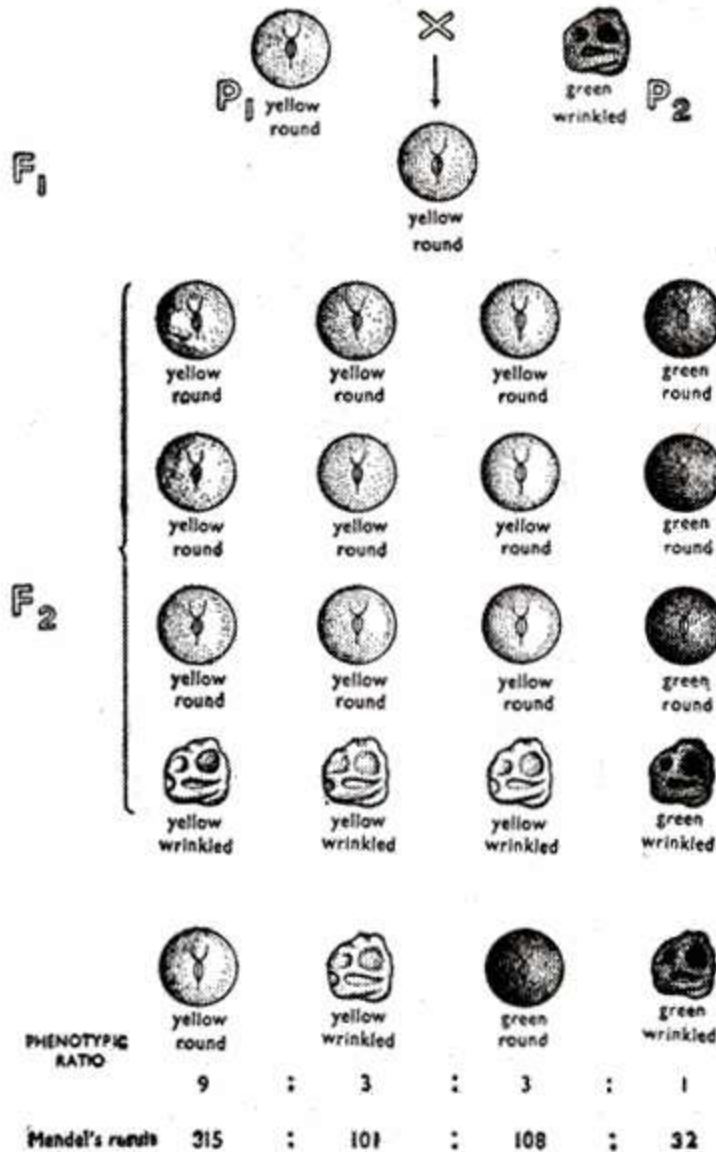 P1 yellow round
X
green wrinkled P2
F1
yellow
round
F2
yellow yellow yellow green
round round round round
yellow yellow yellow green
round round round round
yellow yellow yellow green
round round round round
yellow yellow yellow green
wrinkled wrinkled wrinkled wrinkled
yellow yellow green green
round wrinkled round wrinkled
PHENOTYPIC
RATIO
9 : 3 : 3 : 1
Mendel's results 315 : 101 : 108 : 32